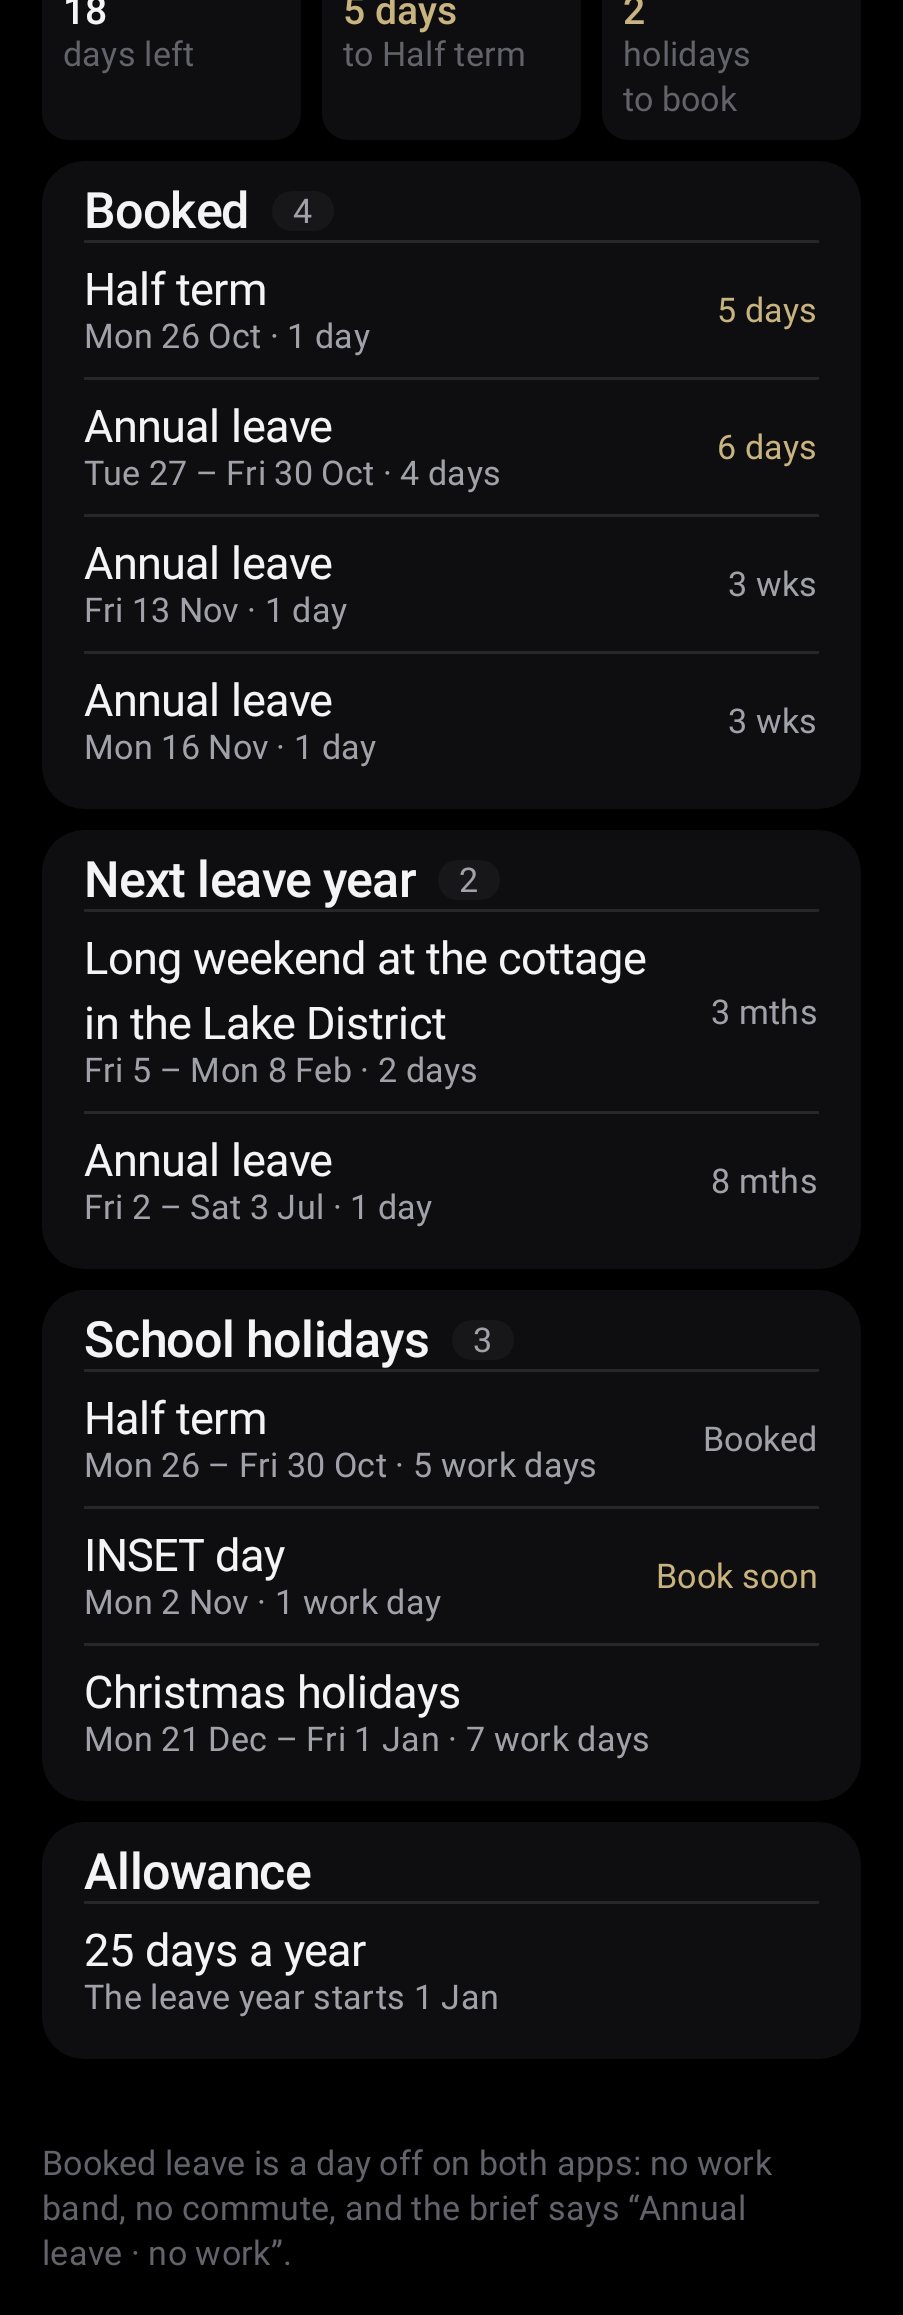 18
days left
5 days
to Half term
2
holidays
to book
Booked 4
Half term
Mon 26 Oct · 1 day
5 days
Annual leave
Tue 27 – Fri 30 Oct · 4 days
6 days
Annual leave
Fri 13 Nov · 1 day
3 wks
Annual leave
Mon 16 Nov · 1 day
3 wks
Next leave year 2
Long weekend at the cottage
in the Lake District
Fri 5 – Mon 8 Feb · 2 days
3 mths
Annual leave
Fri 2 – Sat 3 Jul · 1 day
8 mths
School holidays 3
Half term
Mon 26 – Fri 30 Oct · 5 work days
Booked
INSET day
Mon 2 Nov · 1 work day
Book soon
Christmas holidays
Mon 21 Dec – Fri 1 Jan · 7 work days
Allowance
25 days a year
The leave year starts 1 Jan
Booked leave is a day off on both apps: no work
band, no commute, and the brief says “Annual
leave · no work”.